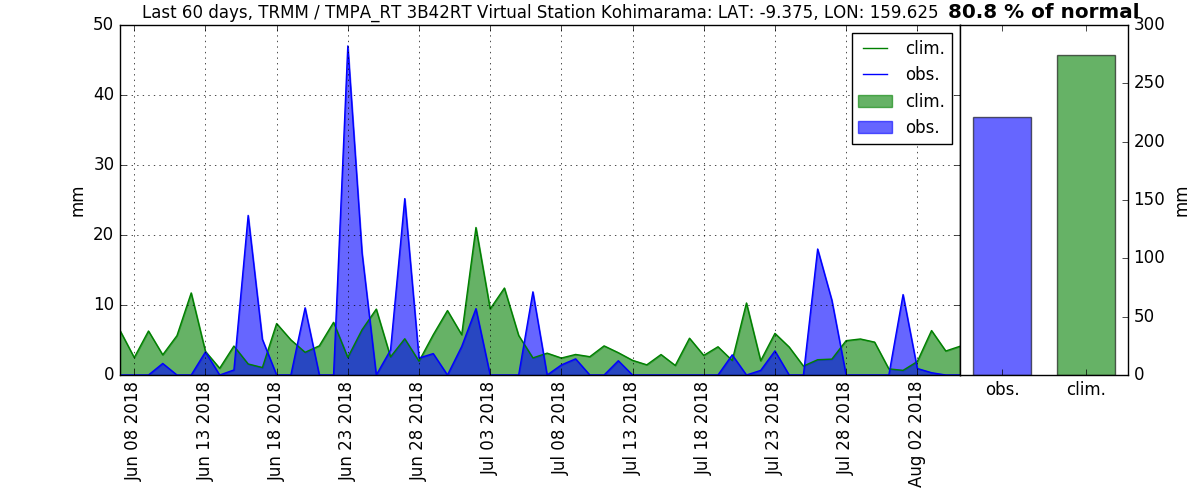 Last 60 days, TRMM / TMPA_RT 3B42RT Virtual Station Kohimarama: LAT: -9.375, LON: 159.625 80.8 % of normal
50
40
30
20
10
0
mm
clim.
obs.
clim.
obs.
300
250
200
150
100
50
0
mm
Jun 08 2018
Jun 13 2018
Jun 18 2018
Jun 23 2018
Jun 28 2018
Jul 03 2018
Jul 08 2018
Jul 13 2018
Jul 18 2018
Jul 23 2018
Jul 28 2018
Aug 02 2018
obs.
clim.